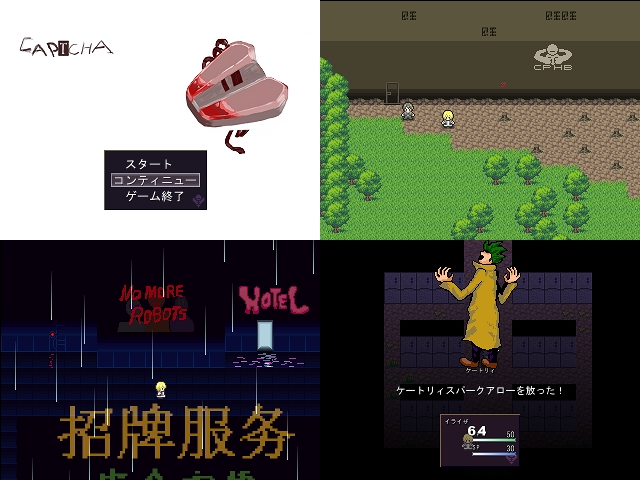 CAPTCHA
スタート
コンティニュー
ゲーム終了
CPHB
NO MORE
ROBOTS
HOTEL
招牌服务
ケートリィ
ケートリィスパークアローを放った！
イライザ
64
50
SP
30